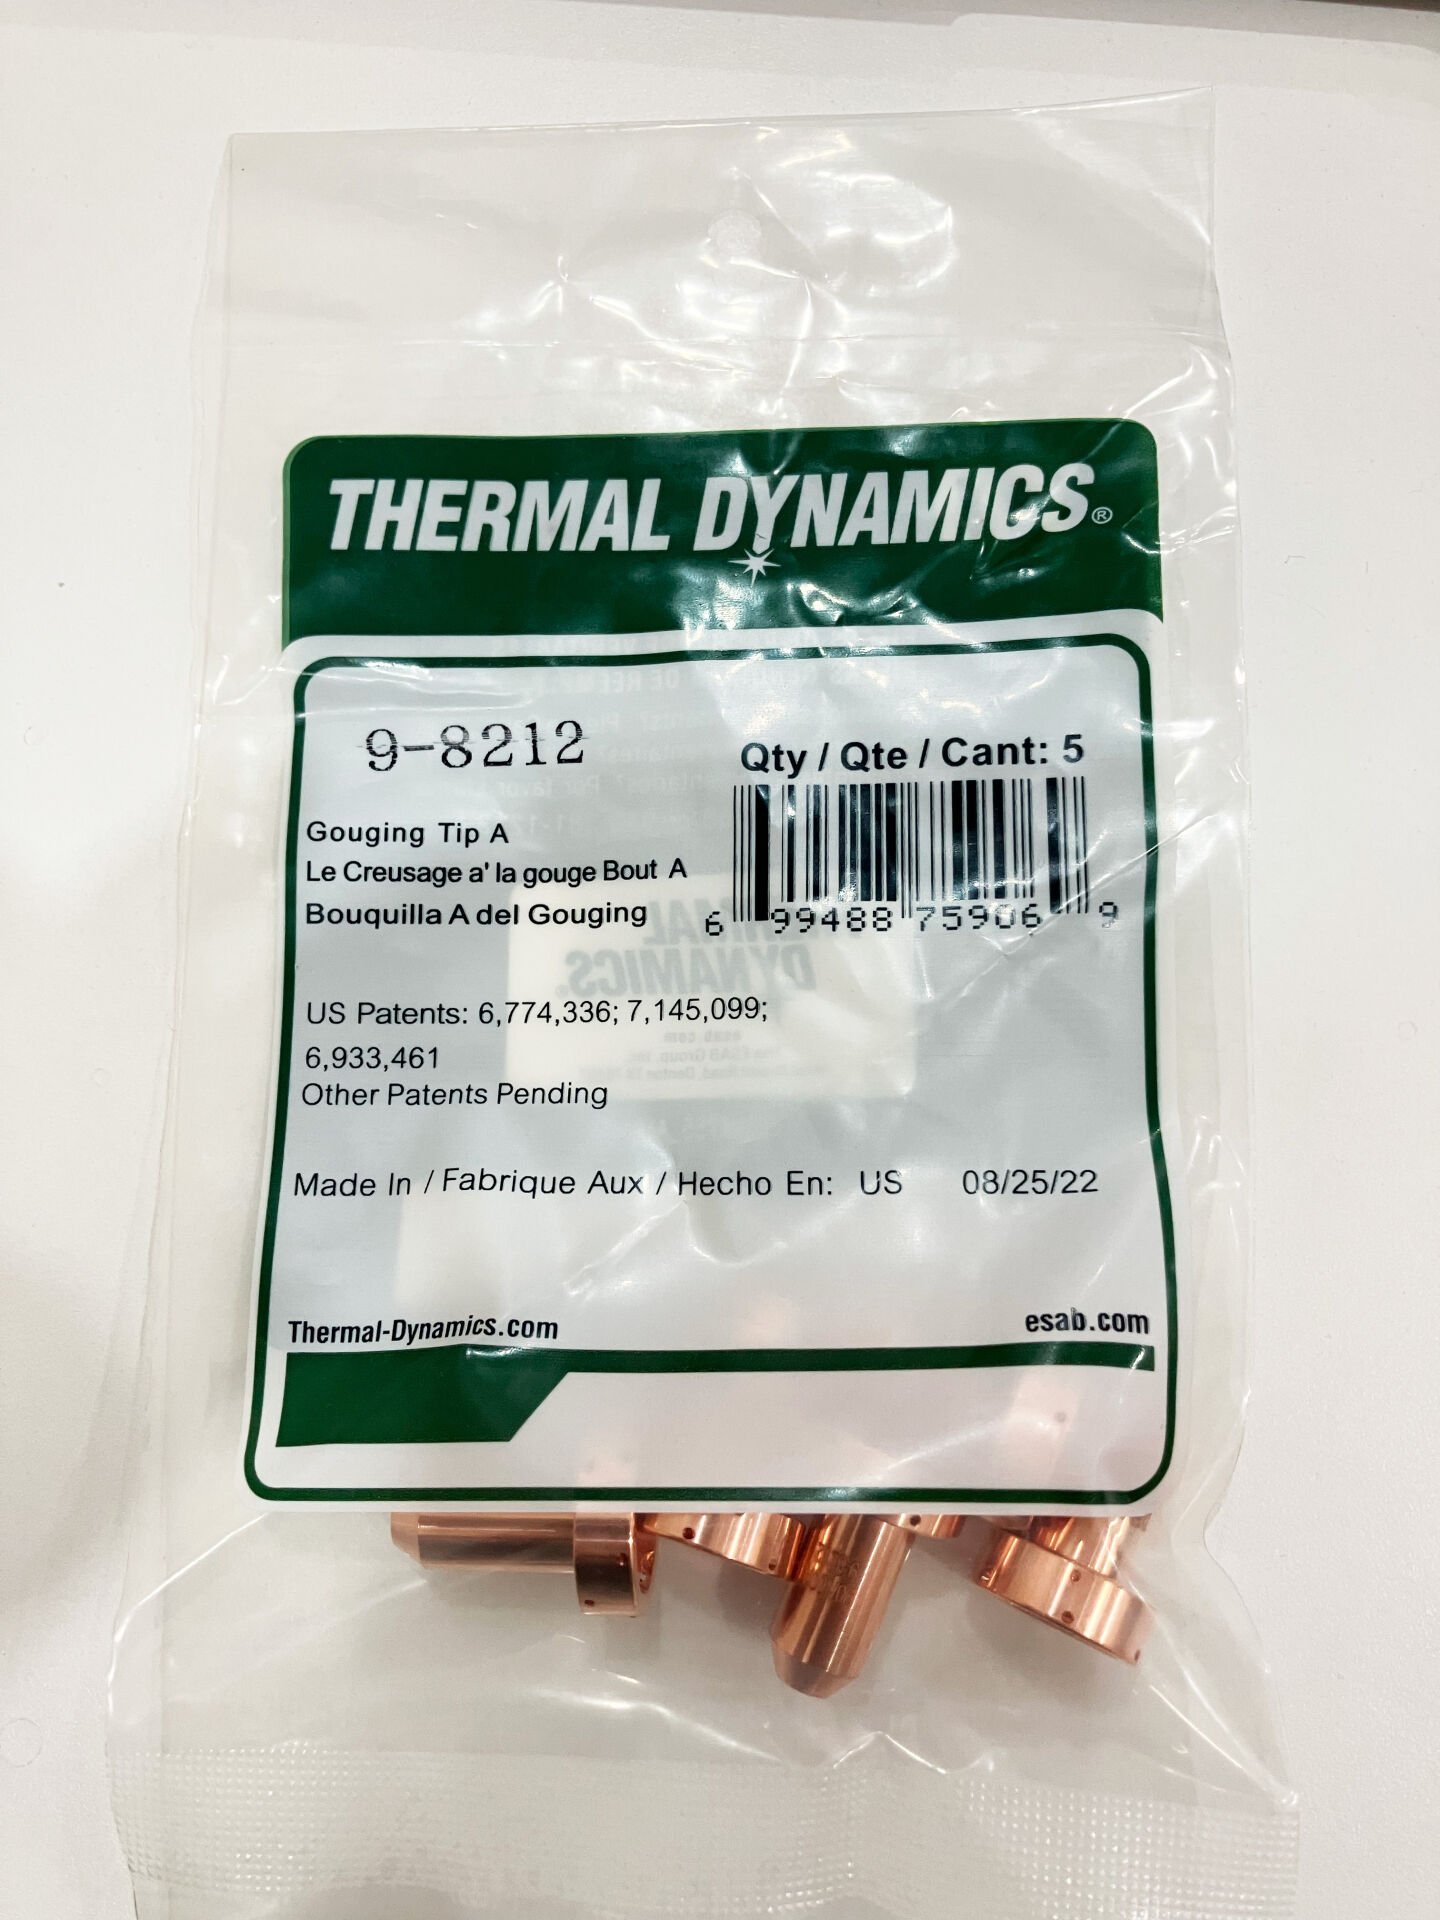 THERMAL DYNAMICS®
9-8212
Qty / Qte / Cant: 5
Gouging Tip A
Le Creusage a' la gouge Bout A
Bouquilla A del Gouging
6 99488 75906 9
US Patents: 6,774,336; 7,145,099;
6,933,461
Other Patents Pending
Made In / Fabrique Aux / Hecho En: US 08/25/22
Thermal-Dynamics.com
esab.com